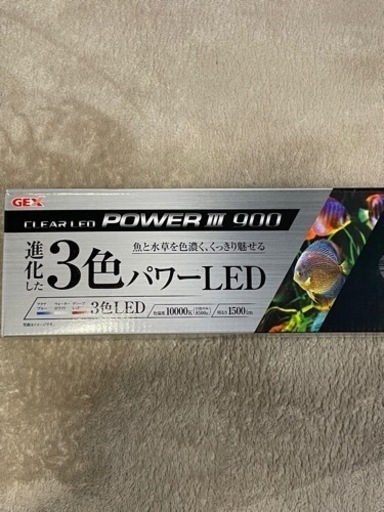 GEX
CLEAR LED POWER III 900
魚と水草を色濃く、くっきり魅せる
進化した
3色パワーLED
3色LED
10000K
1500lm